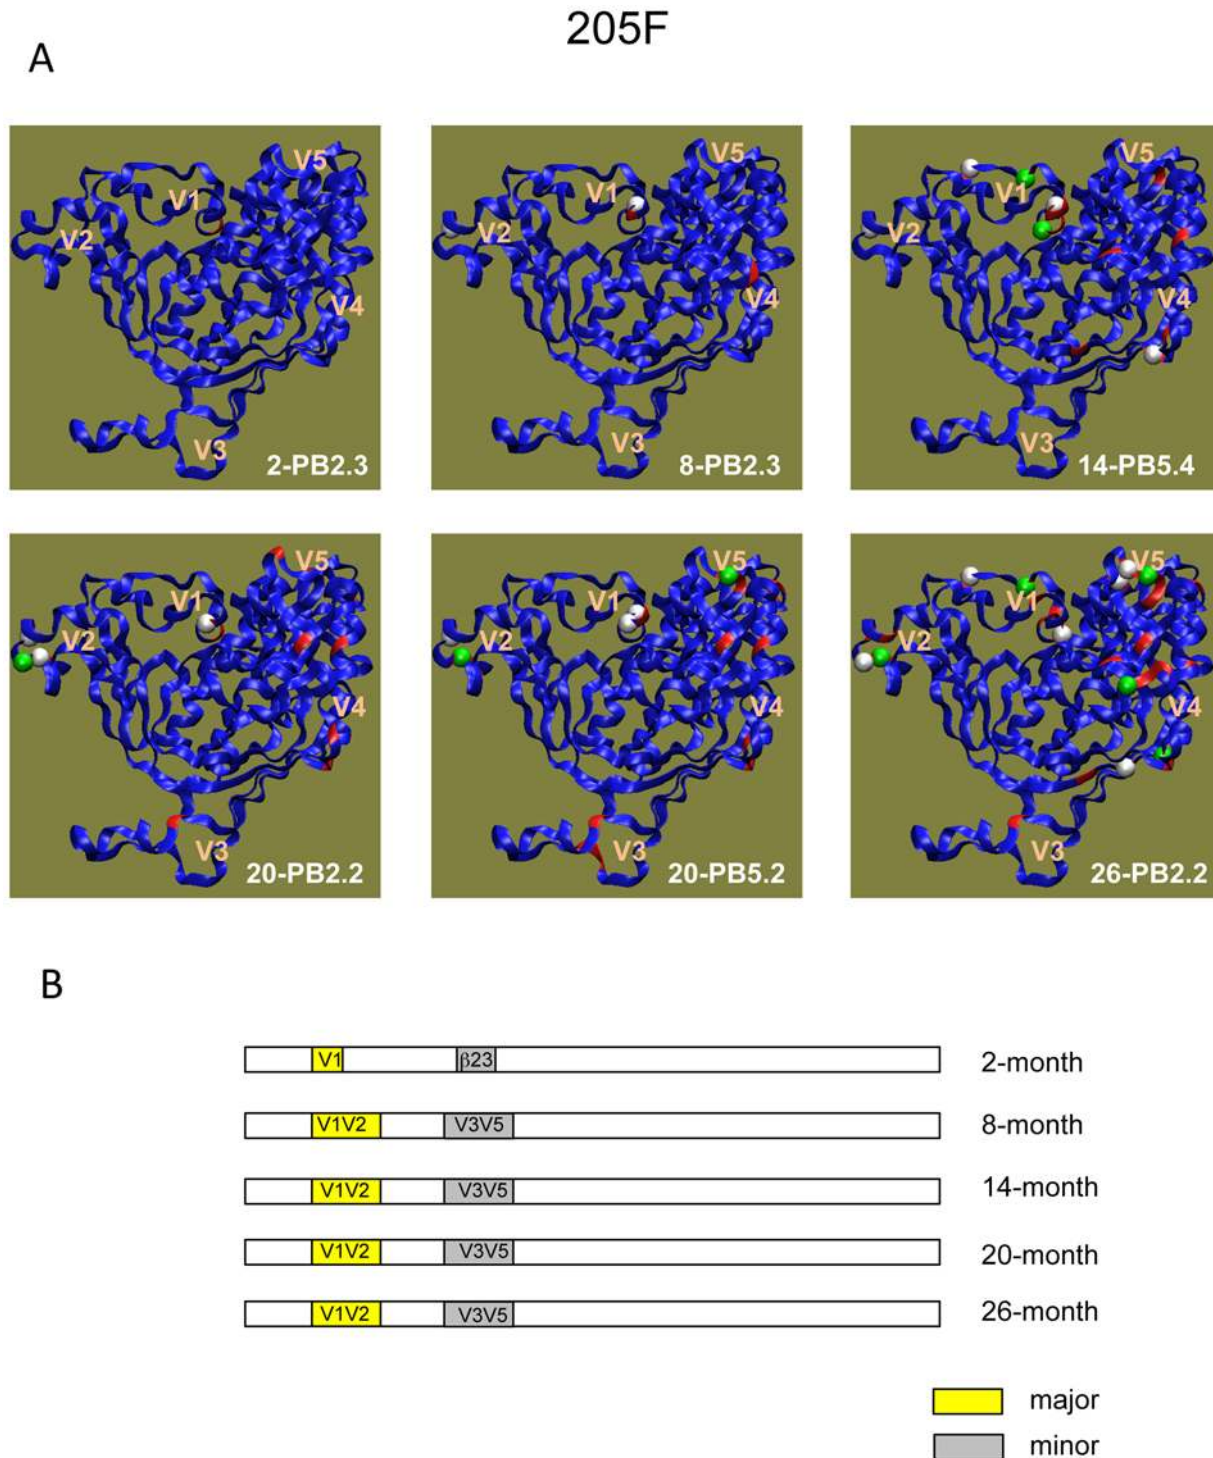 205F
A
V5
V1
V2
V4
V3
2-PB2.3
V5
V1
V2
V4
V3
8-PB2.3
V5
V1
V2
V4
V3
14-PB5.4
V5
V1
V2
V4
V3
20-PB2.2
V5
V1
V2
V4
V3
20-PB5.2
V5
V1
V2
V4
V3
26-PB2.2
B
V1 β23 2-month
V1V2 V3V5 8-month
V1V2 V3V5 14-month
V1V2 V3V5 20-month
V1V2 V3V5 26-month
major
minor